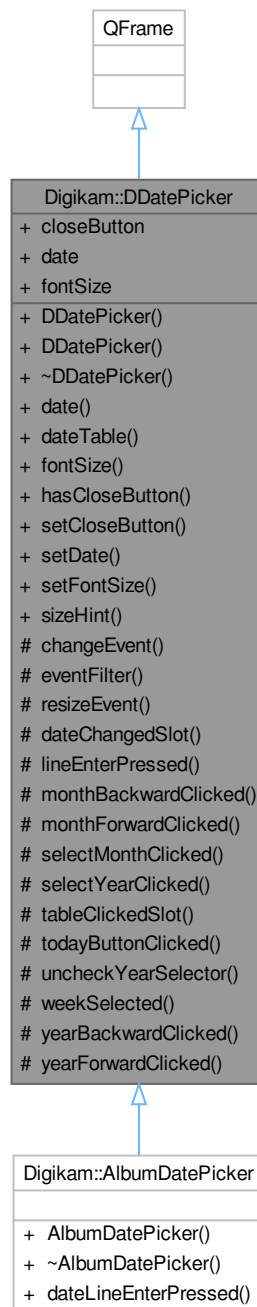 QFrame
Digikam::DDatePicker
+ closeButton
+ date
+ fontSize
+ DDatePicker()
+ DDatePicker()
+ ~DDatePicker()
+ date()
+ dateTable()
+ fontSize()
+ hasCloseButton()
+ setCloseButton()
+ setDate()
+ setFontSize()
+ sizeHint()
# changeEvent()
# eventFilter()
# resizeEvent()
# dateChangedSlot()
# lineEnterPressed()
# monthBackwardClicked()
# monthForwardClicked()
# selectMonthClicked()
# selectYearClicked()
# tableClickedSlot()
# todayButtonClicked()
# uncheckYearSelector()
# weekSelected()
# yearBackwardClicked()
# yearForwardClicked()
Digikam::AlbumDatePicker
+ AlbumDatePicker()
+ ~AlbumDatePicker()
+ dateLineEnterPressed()